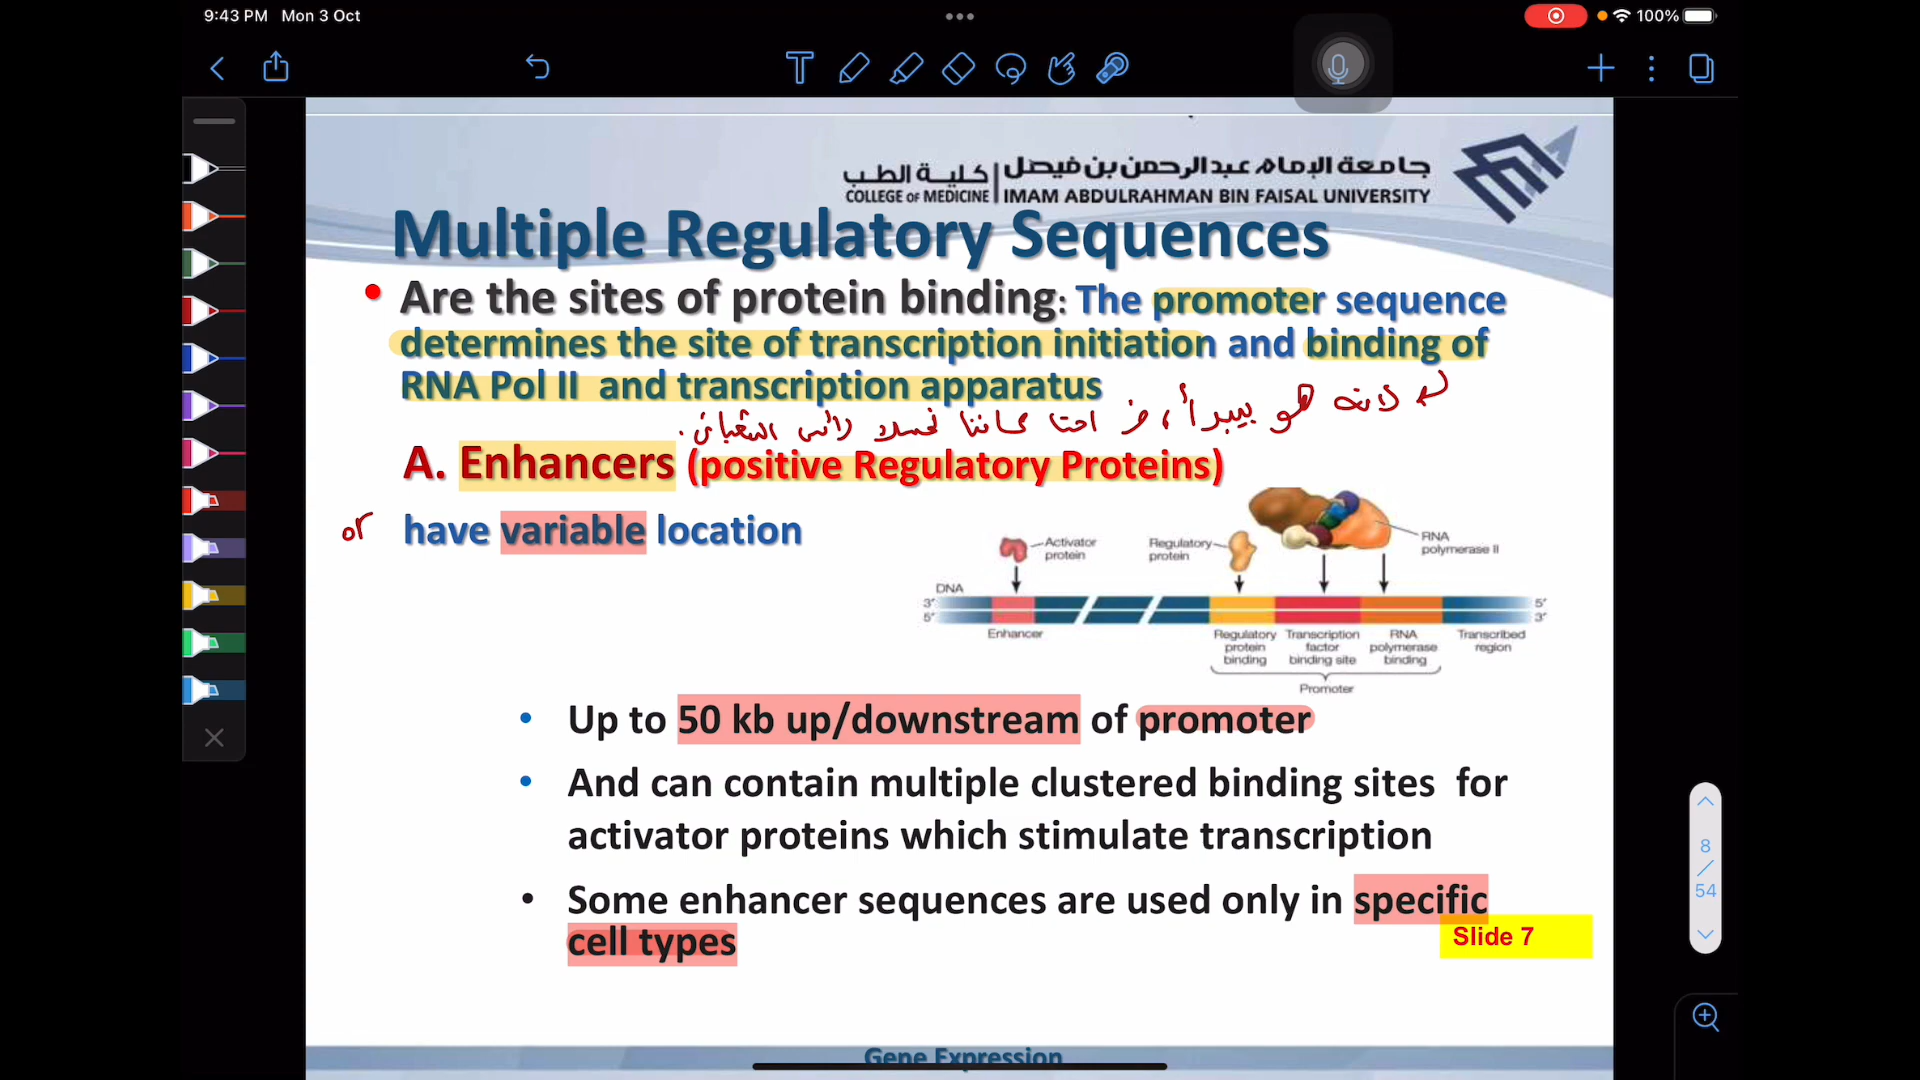 9:43 PM Mon 3 Oct
100%
جامعة الإمام عبدالرحمن بن فيصل
كلية الطب
COLLEGE OF MEDICINE
IMAM ABDULRAHMAN BIN FAISAL UNIVERSITY
Multiple Regulatory Sequences
• Are the sites of protein binding: The promoter sequence
determines the site of transcription initiation and binding of
RNA Pol II and transcription apparatus
لانه هو بيبدأ،
احنا
A. Enhancers (positive Regulatory Proteins)
or have variable location
Activator
protein
Regulatory
protein
RNA
polymerase II
DNA
3'
5'
5'
3'
Enhancer
Regulatory
protein
binding
Transcription
factor
binding site
RNA
polymerase
binding
Transcribed
region
Promoter
• Up to 50 kb up/downstream of promoter
• And can contain multiple clustered binding sites for
activator proteins which stimulate transcription
• Some enhancer sequences are used only in specific
cell types
Slide 7
8
/
54
Gene Expression